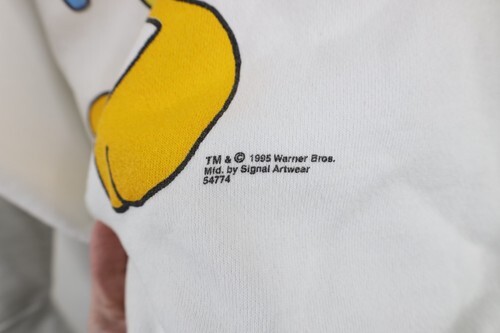 TM & © 1995 Warner Bros.
Mfd. by Signal Artwear
54774